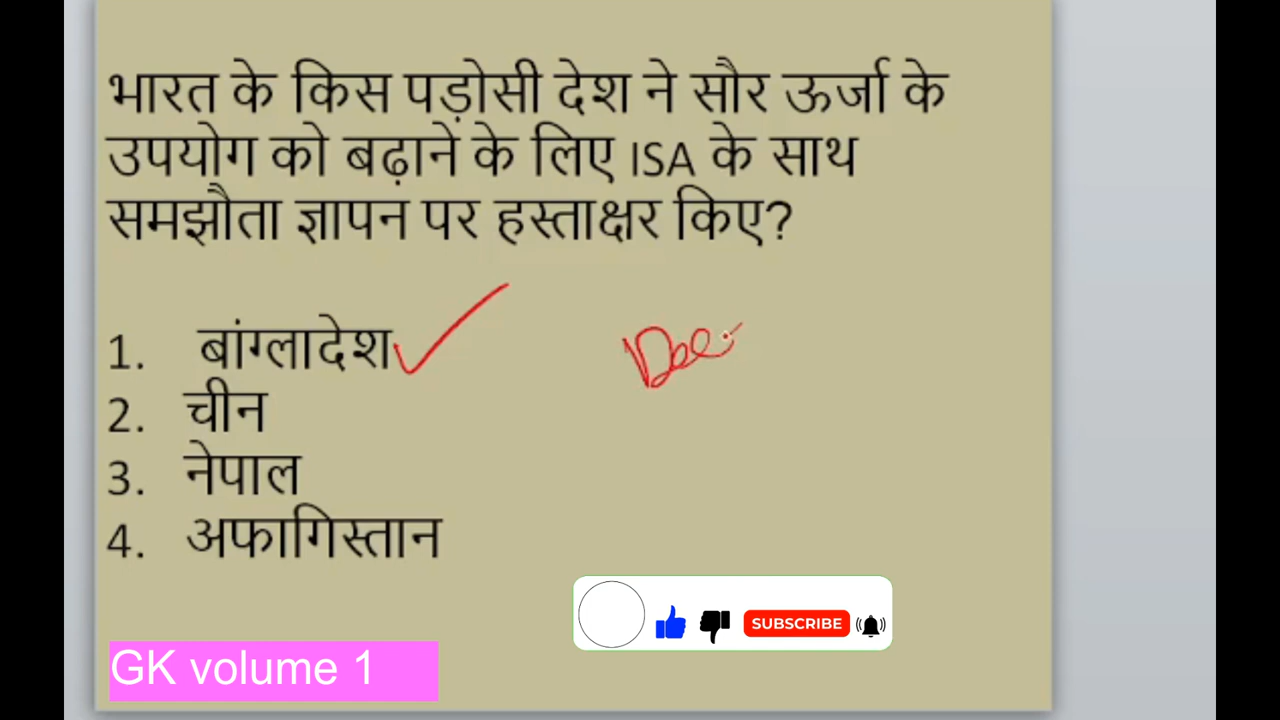 भारत के किस पड़ोसी देश ने सौर ऊर्जा के
उपयोग को बढ़ाने के लिए ISA के साथ
समझौता ज्ञापन पर हस्ताक्षर किए?
1. बांग्लादेश
2. चीन
3. नेपाल
4. अफागिस्तान
SUBSCRIBE
GK volume 1